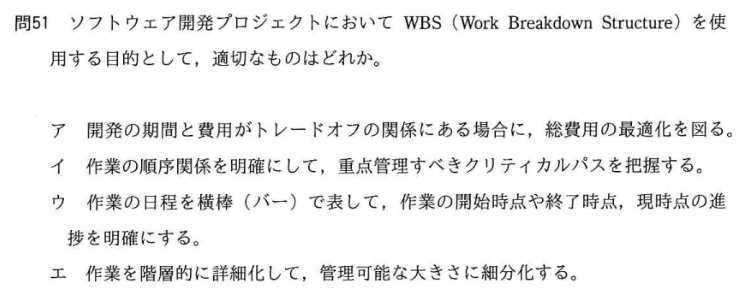 問51 ソフトウェア開発プロジェクトにおいて WBS（Work Breakdown Structure）を使
用する目的として，適切なものはどれか。
ア 開発の期間と費用がトレードオフの関係にある場合に，総費用の最適化を図る。
イ 作業の順序関係を明確にして，重点管理すべきクリティカルパスを把握する。
ウ 作業の日程を横棒（バー）で表して，作業の開始時点や終了時点，現時点の進
捗を明確にする。
エ 作業を階層的に詳細化して，管理可能な大きさに細分化する。